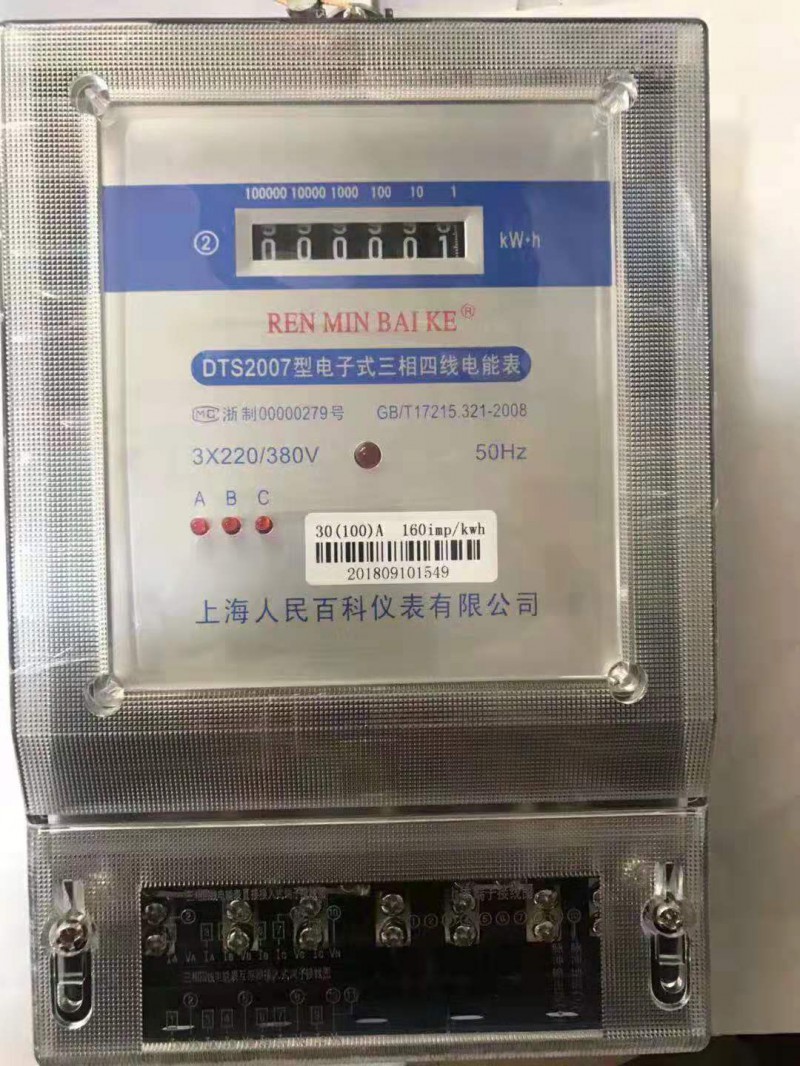 100000 10000 1000 100 10 1
② 000001 kW·h
REN MIN BAI KE®
DTS2007型电子式三相四线电能表
MC 浙制00000279号 GB/T17215.321-2008
3X220/380V 50Hz
A B C
30(100)A 160imp/kwh
201809101549
上海人民百科仪表有限公司